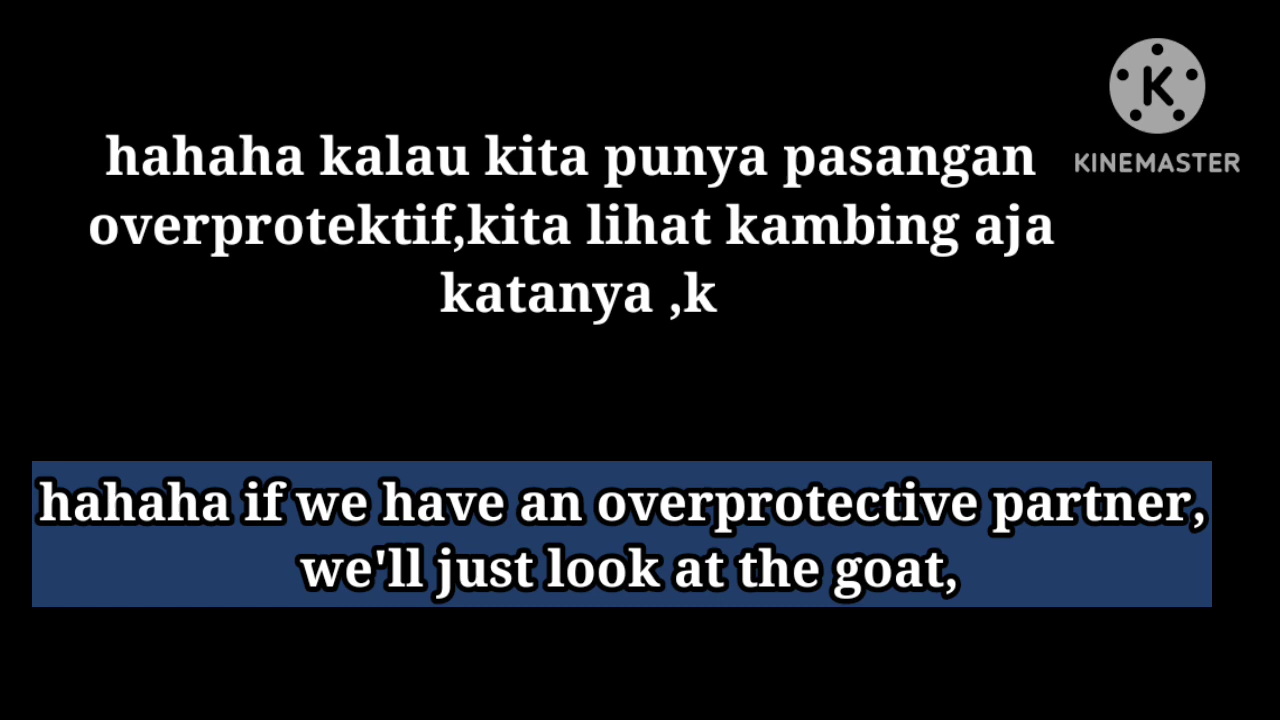 hahaha kalau kita punya pasangan
overprotektif,kita lihat kambing aja
katanya ,k
KINEMASTER
hahaha if we have an overprotective partner,
we'll just look at the goat,